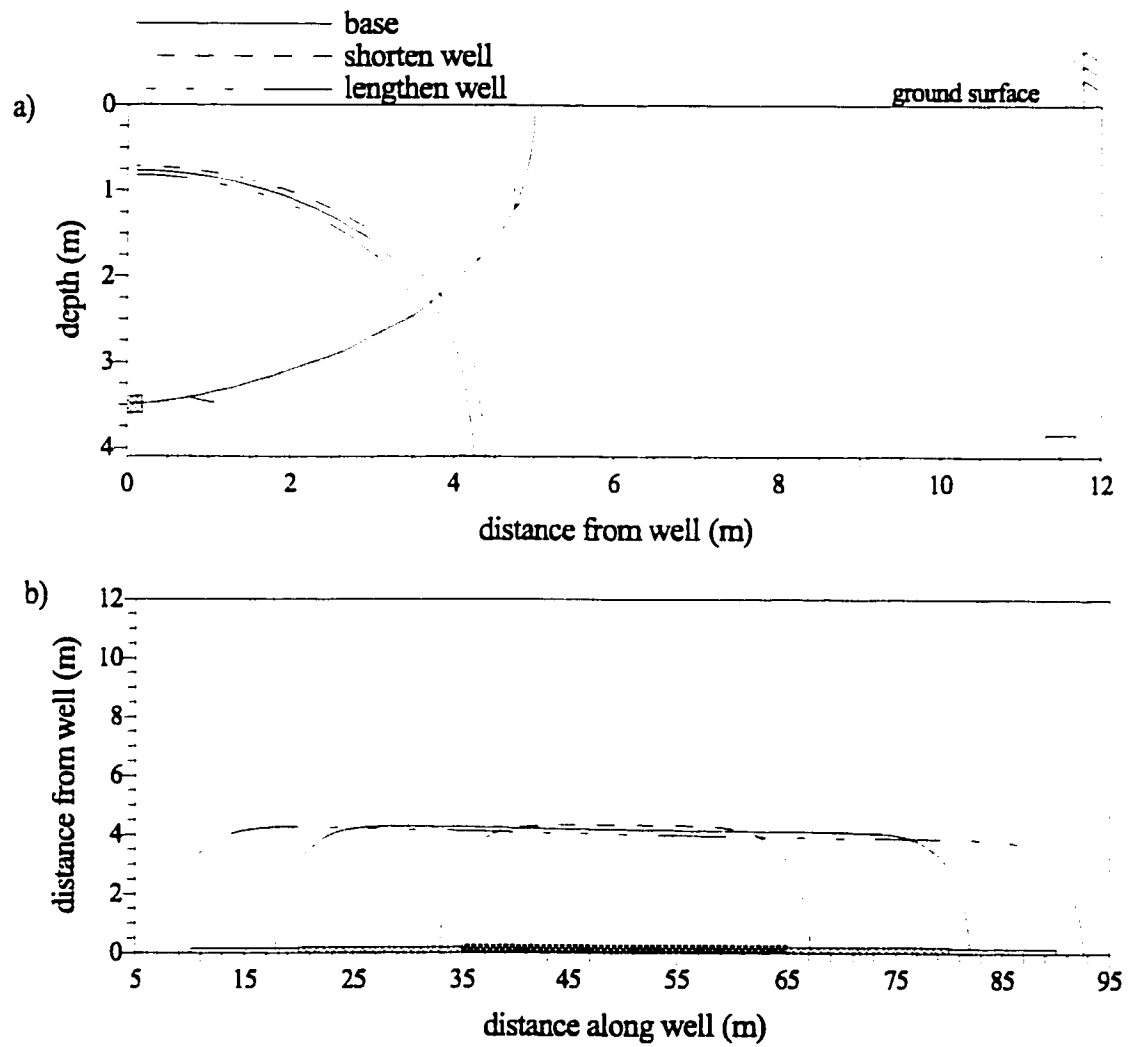 base
shorten well
lengthen well
a)
ground surface
0
1
2
3
4
depth (m)
0 2 4 6 8 10 12
distance from well (m)
b)
12
10
8
6
4
2
0
distance from well (m)
5 15 25 35 45 55 65 75 85 95
distance along well (m)